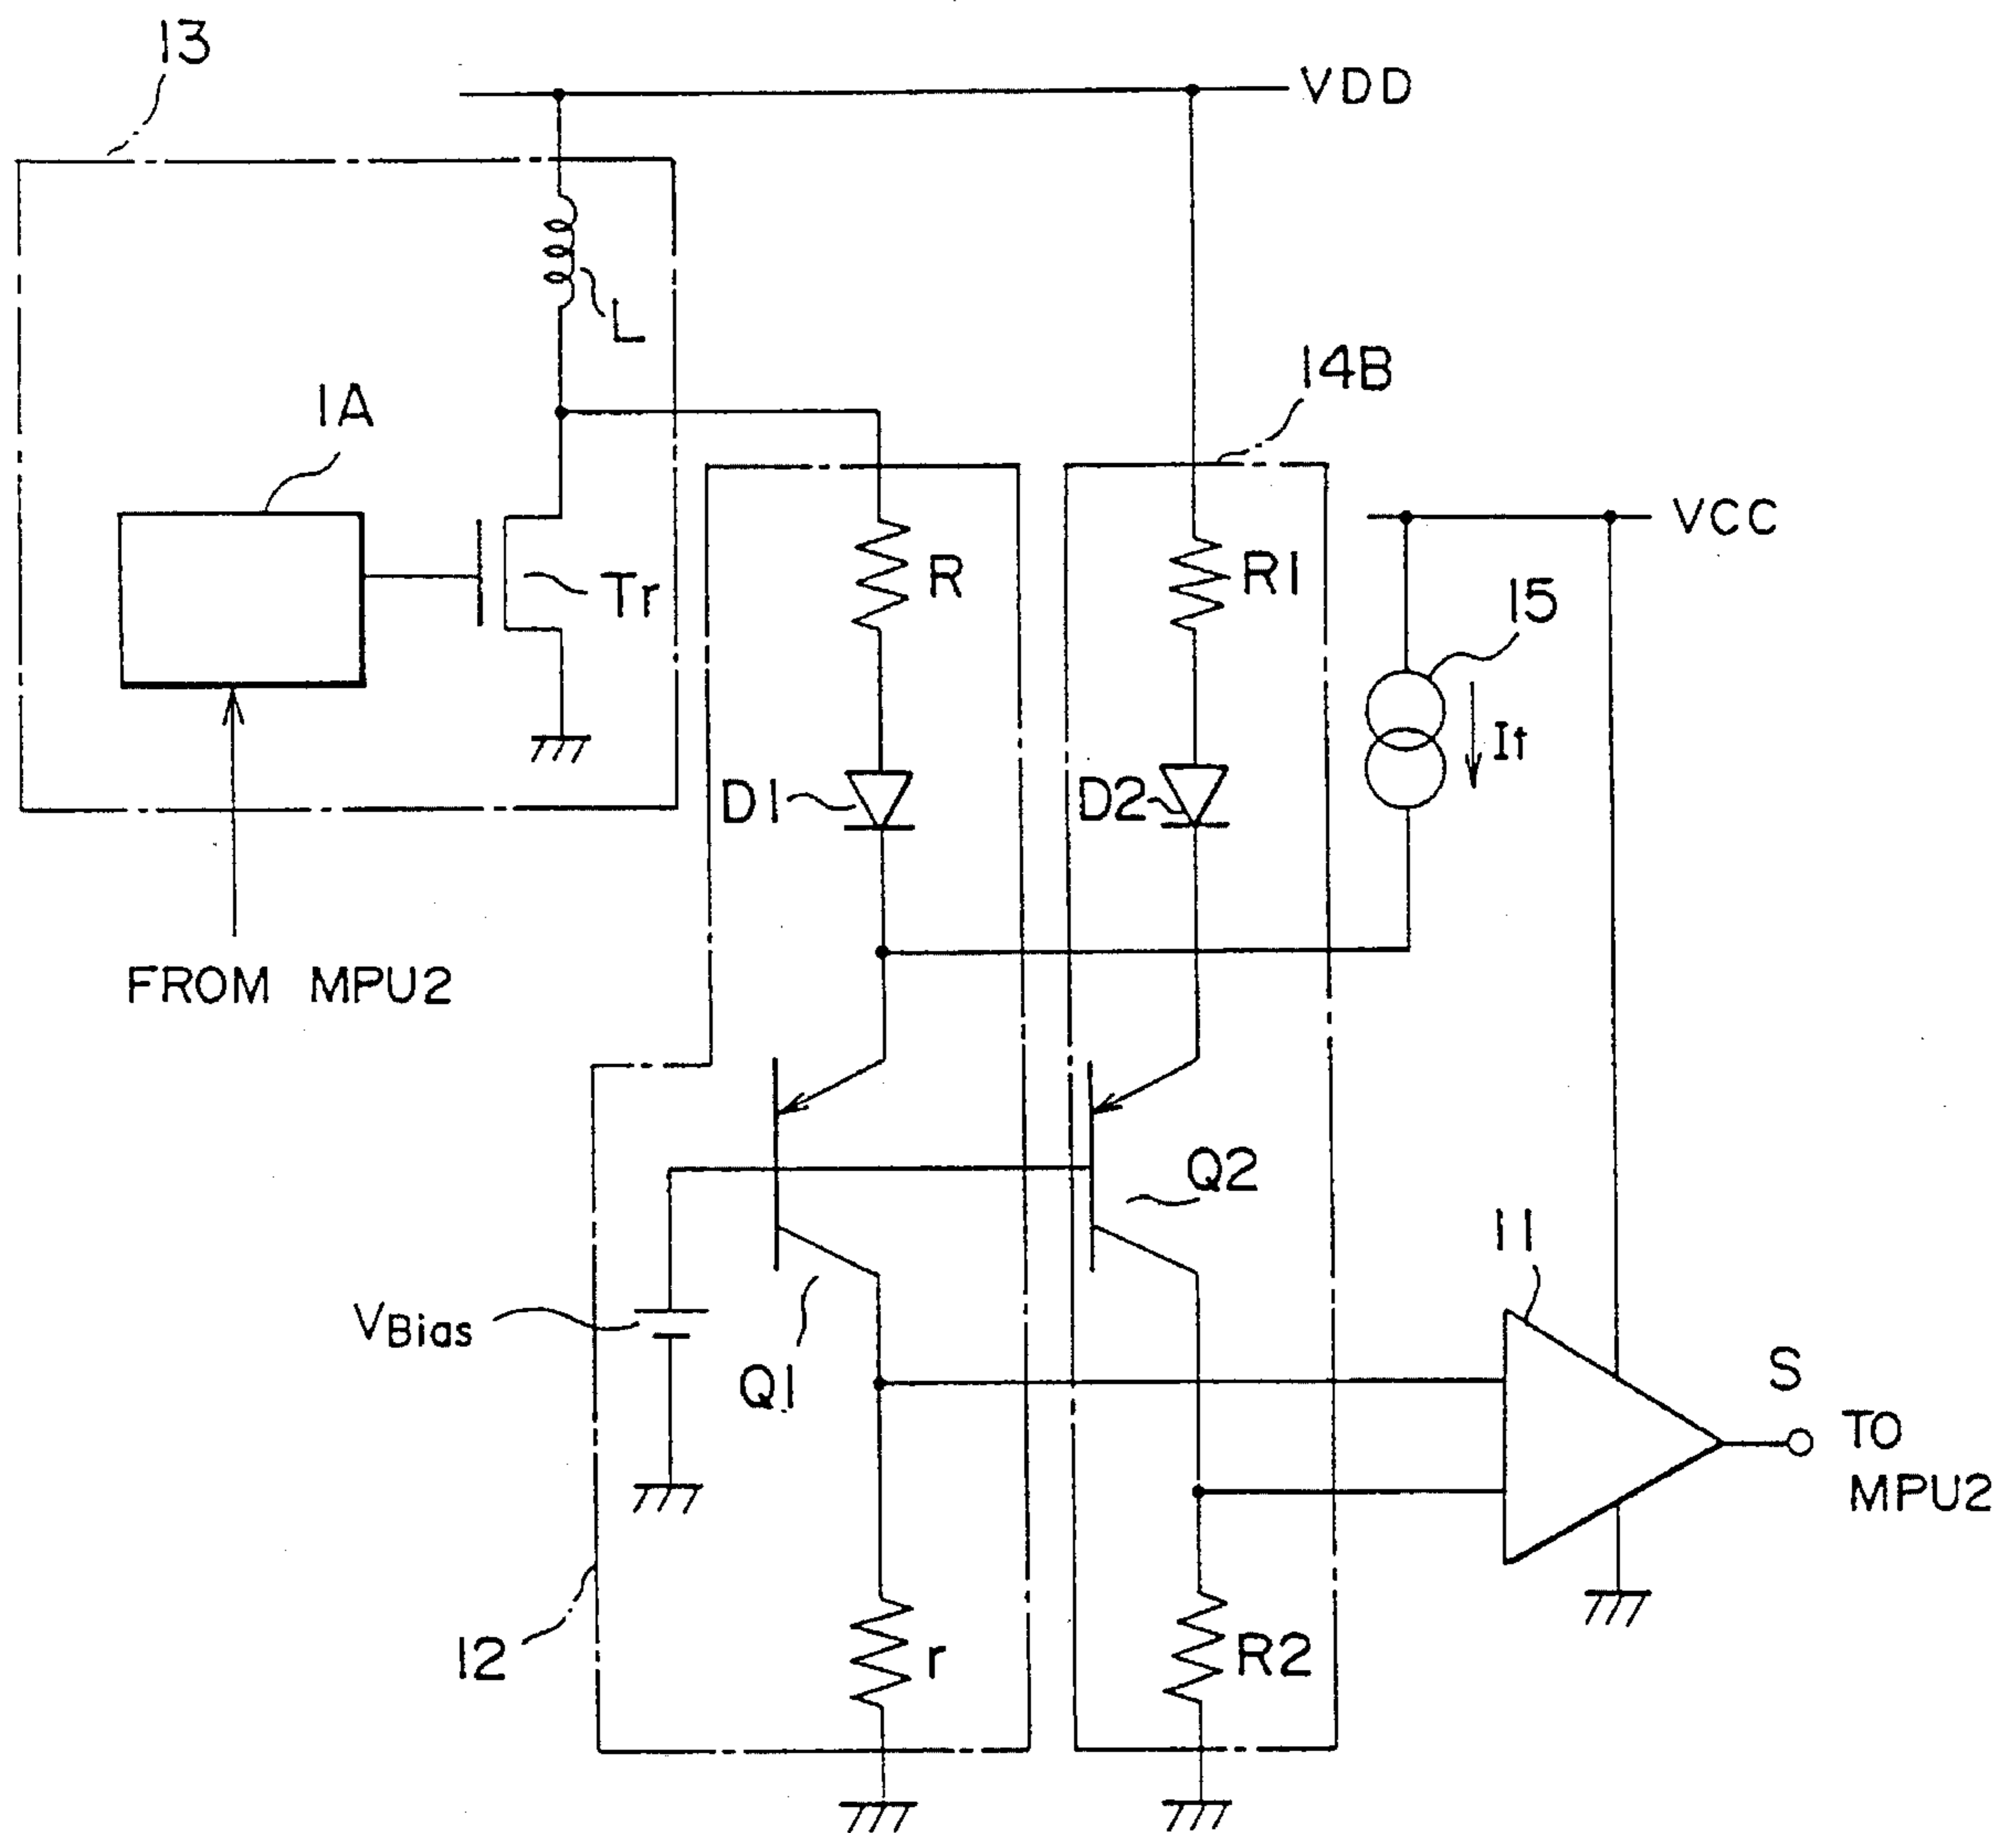 13
VDD
L
14B
1A
VCC
R
R1
Tr
15
It
D1
D2
FROM MPU2
Q2
11
VBias
Q1
S
TO
MPU2
12
r
R2